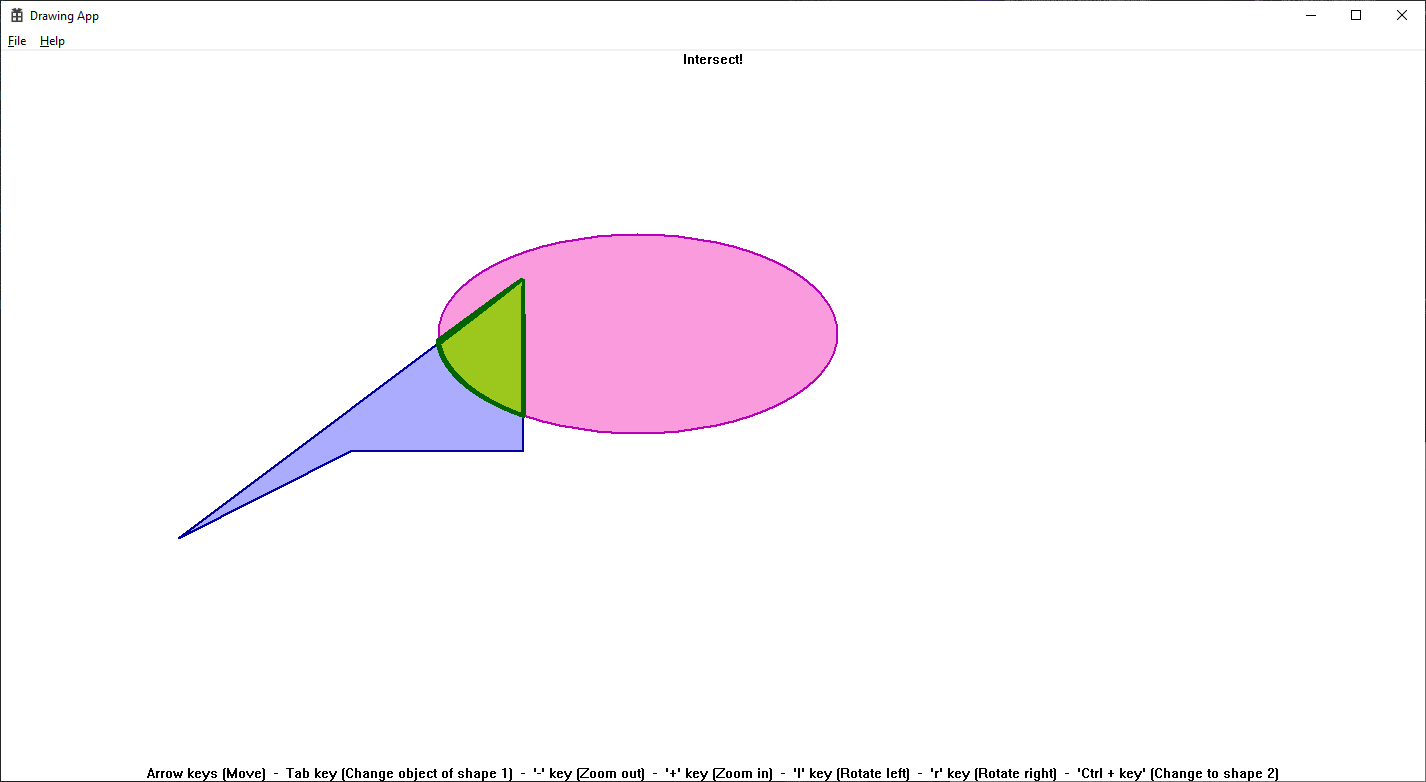 Drawing App
File Help
Intersect!
Arrow keys (Move) - Tab key (Change object of shape 1) - '-' key (Zoom out) - '+' key (Zoom in) - 'l' key (Rotate left) - 'r' key (Rotate right) - 'Ctrl + key' (Change to shape 2)